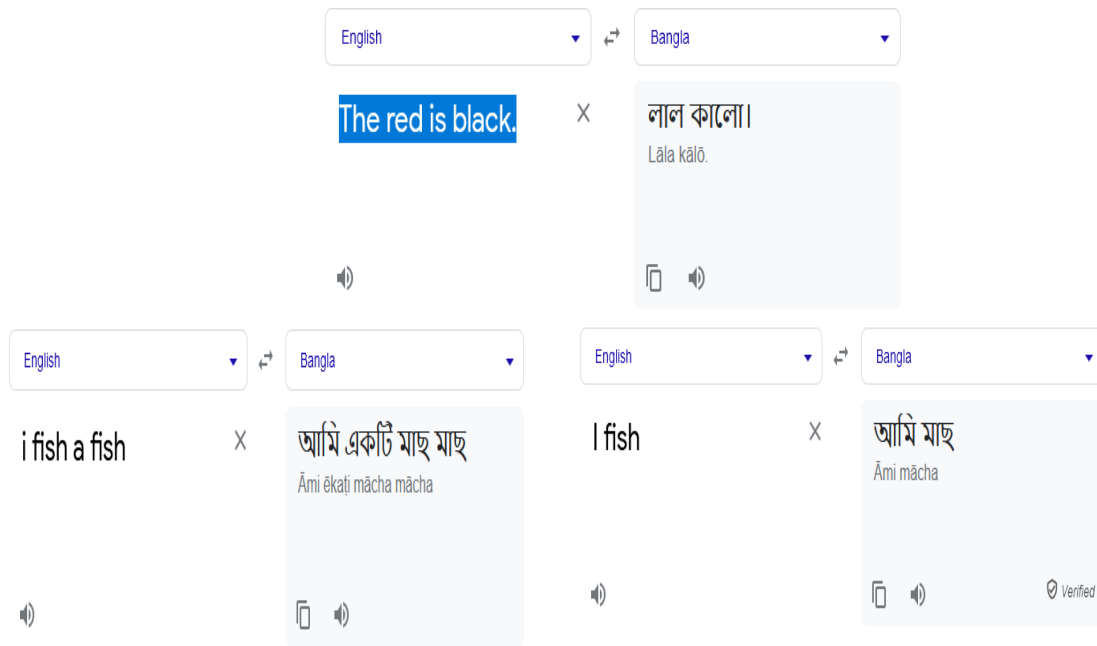 English
Bangla
The red is black.
লাল কালো।
Lāla kālō.
English
Bangla
i fish a fish
আমি একটি মাছ মাছ
Āmi ēkaṭi mācha mācha
English
Bangla
I fish
আমি মাছ
Āmi mācha
Verified